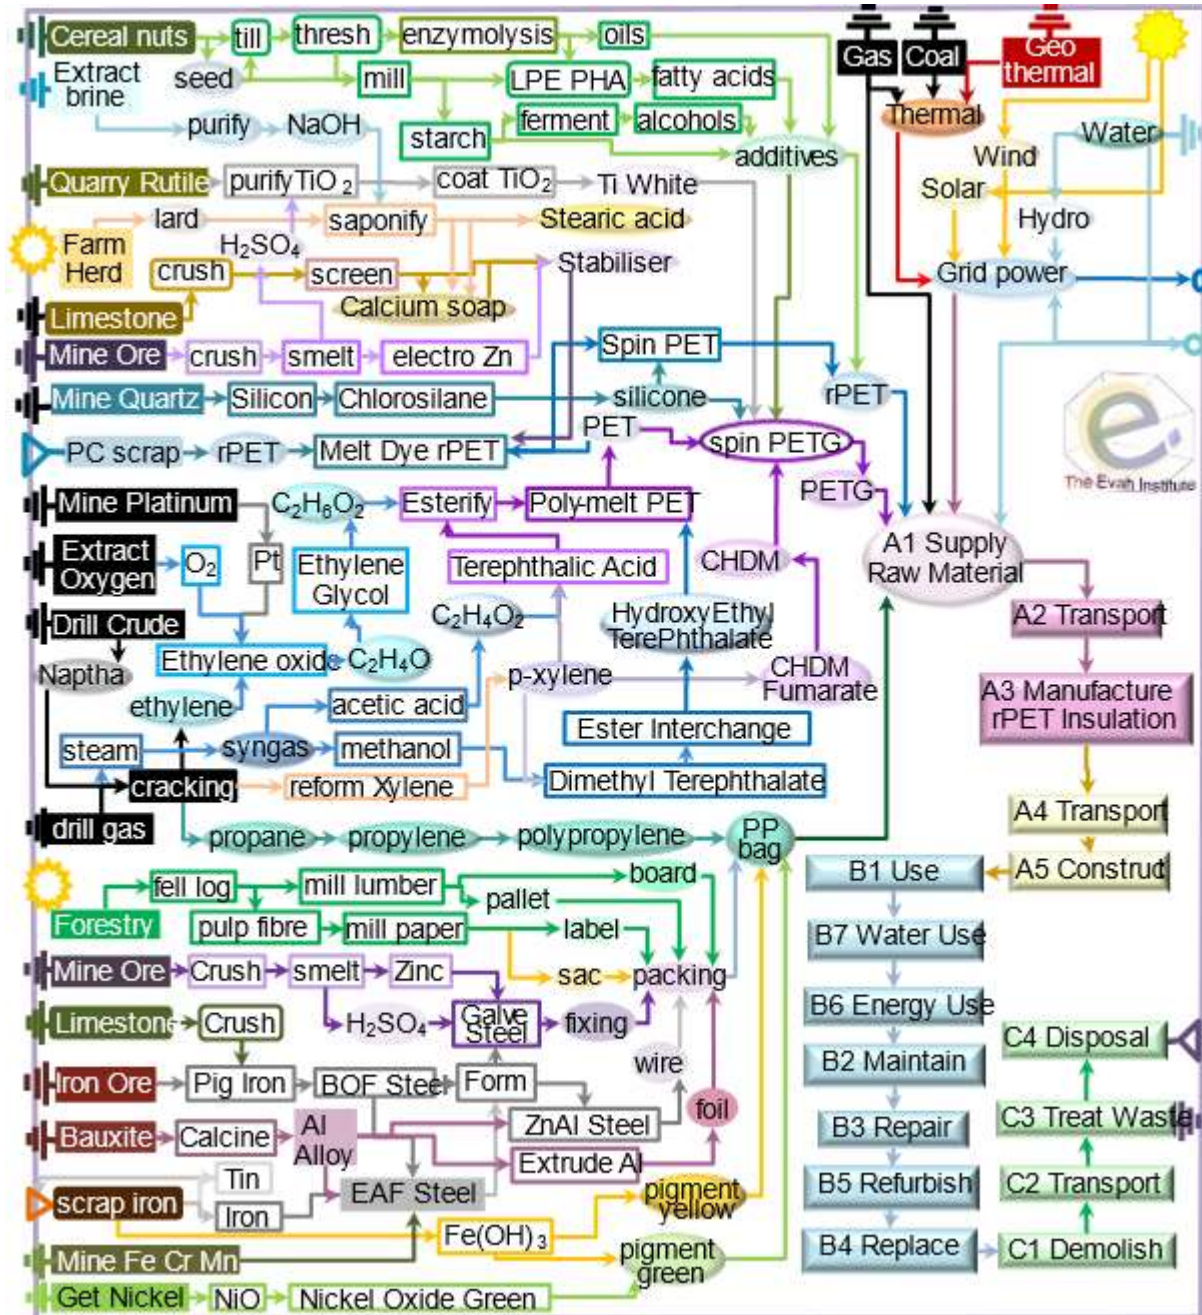 Cereal nuts
till
thresh
enzymolysis
oils
Gas
Coal
Geo
thermal
Extract
brine
seed
mill
LPE PHA
fatty acids
purify
NaOH
starch
ferment
alcohols
additives
Thermal
Wind
Water
Quarry Rutile
purifyTiO2
coat TiO2
Ti White
Solar
Hydro
Farm
Herd
lard
saponify
Stearic acid
H2SO4
crush
screen
Stabiliser
Grid power
Limestone
Calcium soap
Mine Ore
crush
smelt
electro Zn
Spin PET
Mine Quartz
Silicon
Chlorosilane
silicone
rPET
PC scrap
rPET
Melt Dye rPET
PET
spin PETG
e.
The Evah Institute
Mine Platinum
C2H6O2
Esterify
Poly-melt PET
PETG
Extract
Oxygen
O2
Pt
Ethylene
Glycol
Terephthalic Acid
CHDM
A1 Supply
Raw Material
Drill Crude
C2H4O2
HydroxyEthyl
TerePhthalate
A2 Transport
Naptha
Ethylene oxide
C2H4O
p-xylene
CHDM
Fumarate
A3 Manufacture
rPET Insulation
ethylene
acetic acid
steam
syngas
methanol
Ester Interchange
cracking
reform Xylene
Dimethyl Terephthalate
A4 Transport
drill gas
propane
propylene
polypropylene
PP
bag
A5 Construct
B1 Use
Forestry
fell log
mill lumber
board
pallet
pulp fibre
mill paper
label
B7 Water Use
Mine Ore
Crush
smelt
Zinc
sac
packing
B6 Energy Use
Limestone
Crush
H2SO4
Galve
Steel
fixing
C4 Disposal
wire
B2 Maintain
Iron Ore
Pig Iron
BOF Steel
Form
foil
Bauxite
Calcine
Al
Alloy
ZnAl Steel
B3 Repair
C3 Treat Waste
Extrude Al
Tin
scrap iron
Iron
EAF Steel
pigment
yellow
B5 Refurbish
C2 Transport
Fe(OH)3
Mine Fe Cr Mn
pigment
green
B4 Replace
C1 Demolish
Get Nickel
NiO
Nickel Oxide Green